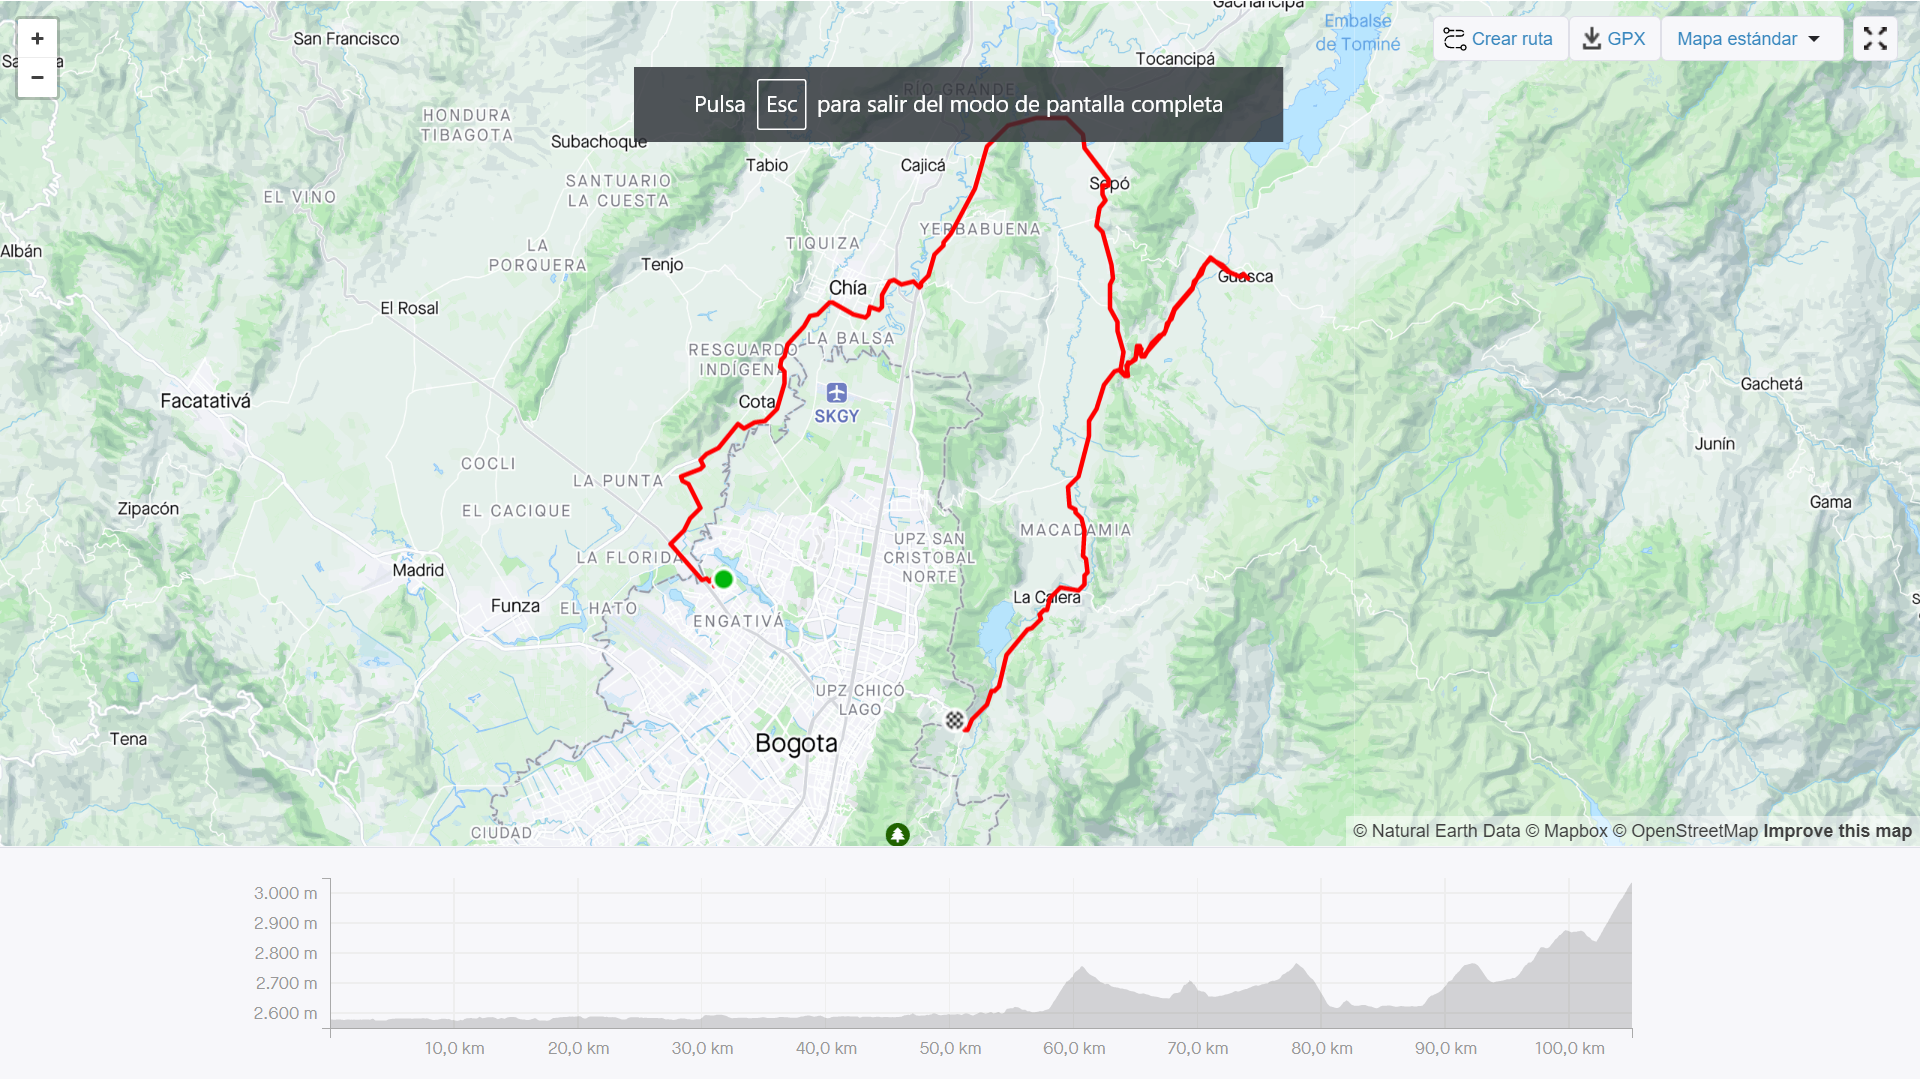 Gachancipá
San Francisco
Embalse
de Tominé
Crear ruta
GPX
Mapa estándar
+
−
Tocancipá
RÍO GRANDE
Pulsa Esc para salir del modo de pantalla completa
HONDURA
TIBAGOTA
Subachoque
Tabio
Cajicá
SANTUARIO
LA CUESTA
Sopó
EL VINO
YERBABUENA
TIQUIZA
LA
PORQUERA
Albán
Tenjo
Guasca
Chía
El Rosal
LA BALSA
RESGUARDO
INDÍGENA
Gachetá
Facatativá
Cota
SKGY
Junín
COCLI
LA PUNTA
Gama
Zipacón
EL CACIQUE
MACADAMIA
UPZ SAN
CRISTOBAL
NORTE
LA FLORIDA
Madrid
La Calera
Funza
EL HATO
ENGATIVÁ
UPZ CHICÓ
LAGO
Tena
Bogota
CIUDAD
© Natural Earth Data © Mapbox © OpenStreetMap Improve this map
3.000 m
2.900 m
2.800 m
2.700 m
2.600 m
10,0 km
20,0 km
30,0 km
40,0 km
50,0 km
60,0 km
70,0 km
80,0 km
90,0 km
100,0 km